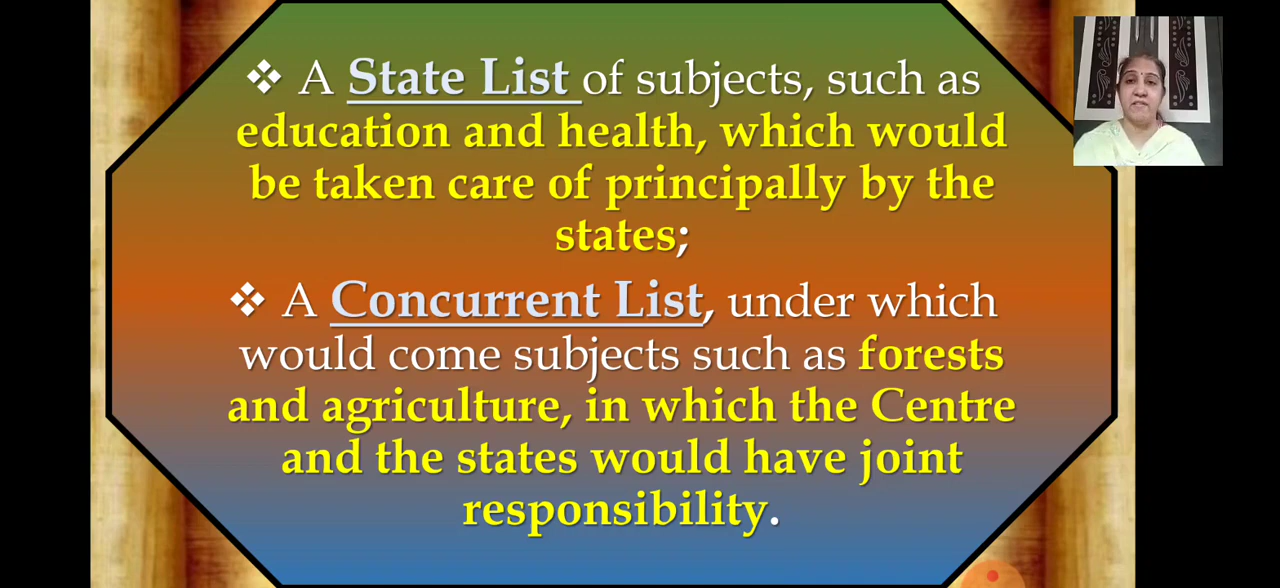 ❖ A State List of subjects, such as
education and health, which would
be taken care of principally by the
states;
❖ A Concurrent List, under which
would come subjects such as forests
and agriculture, in which the Centre
and the states would have joint
responsibility.